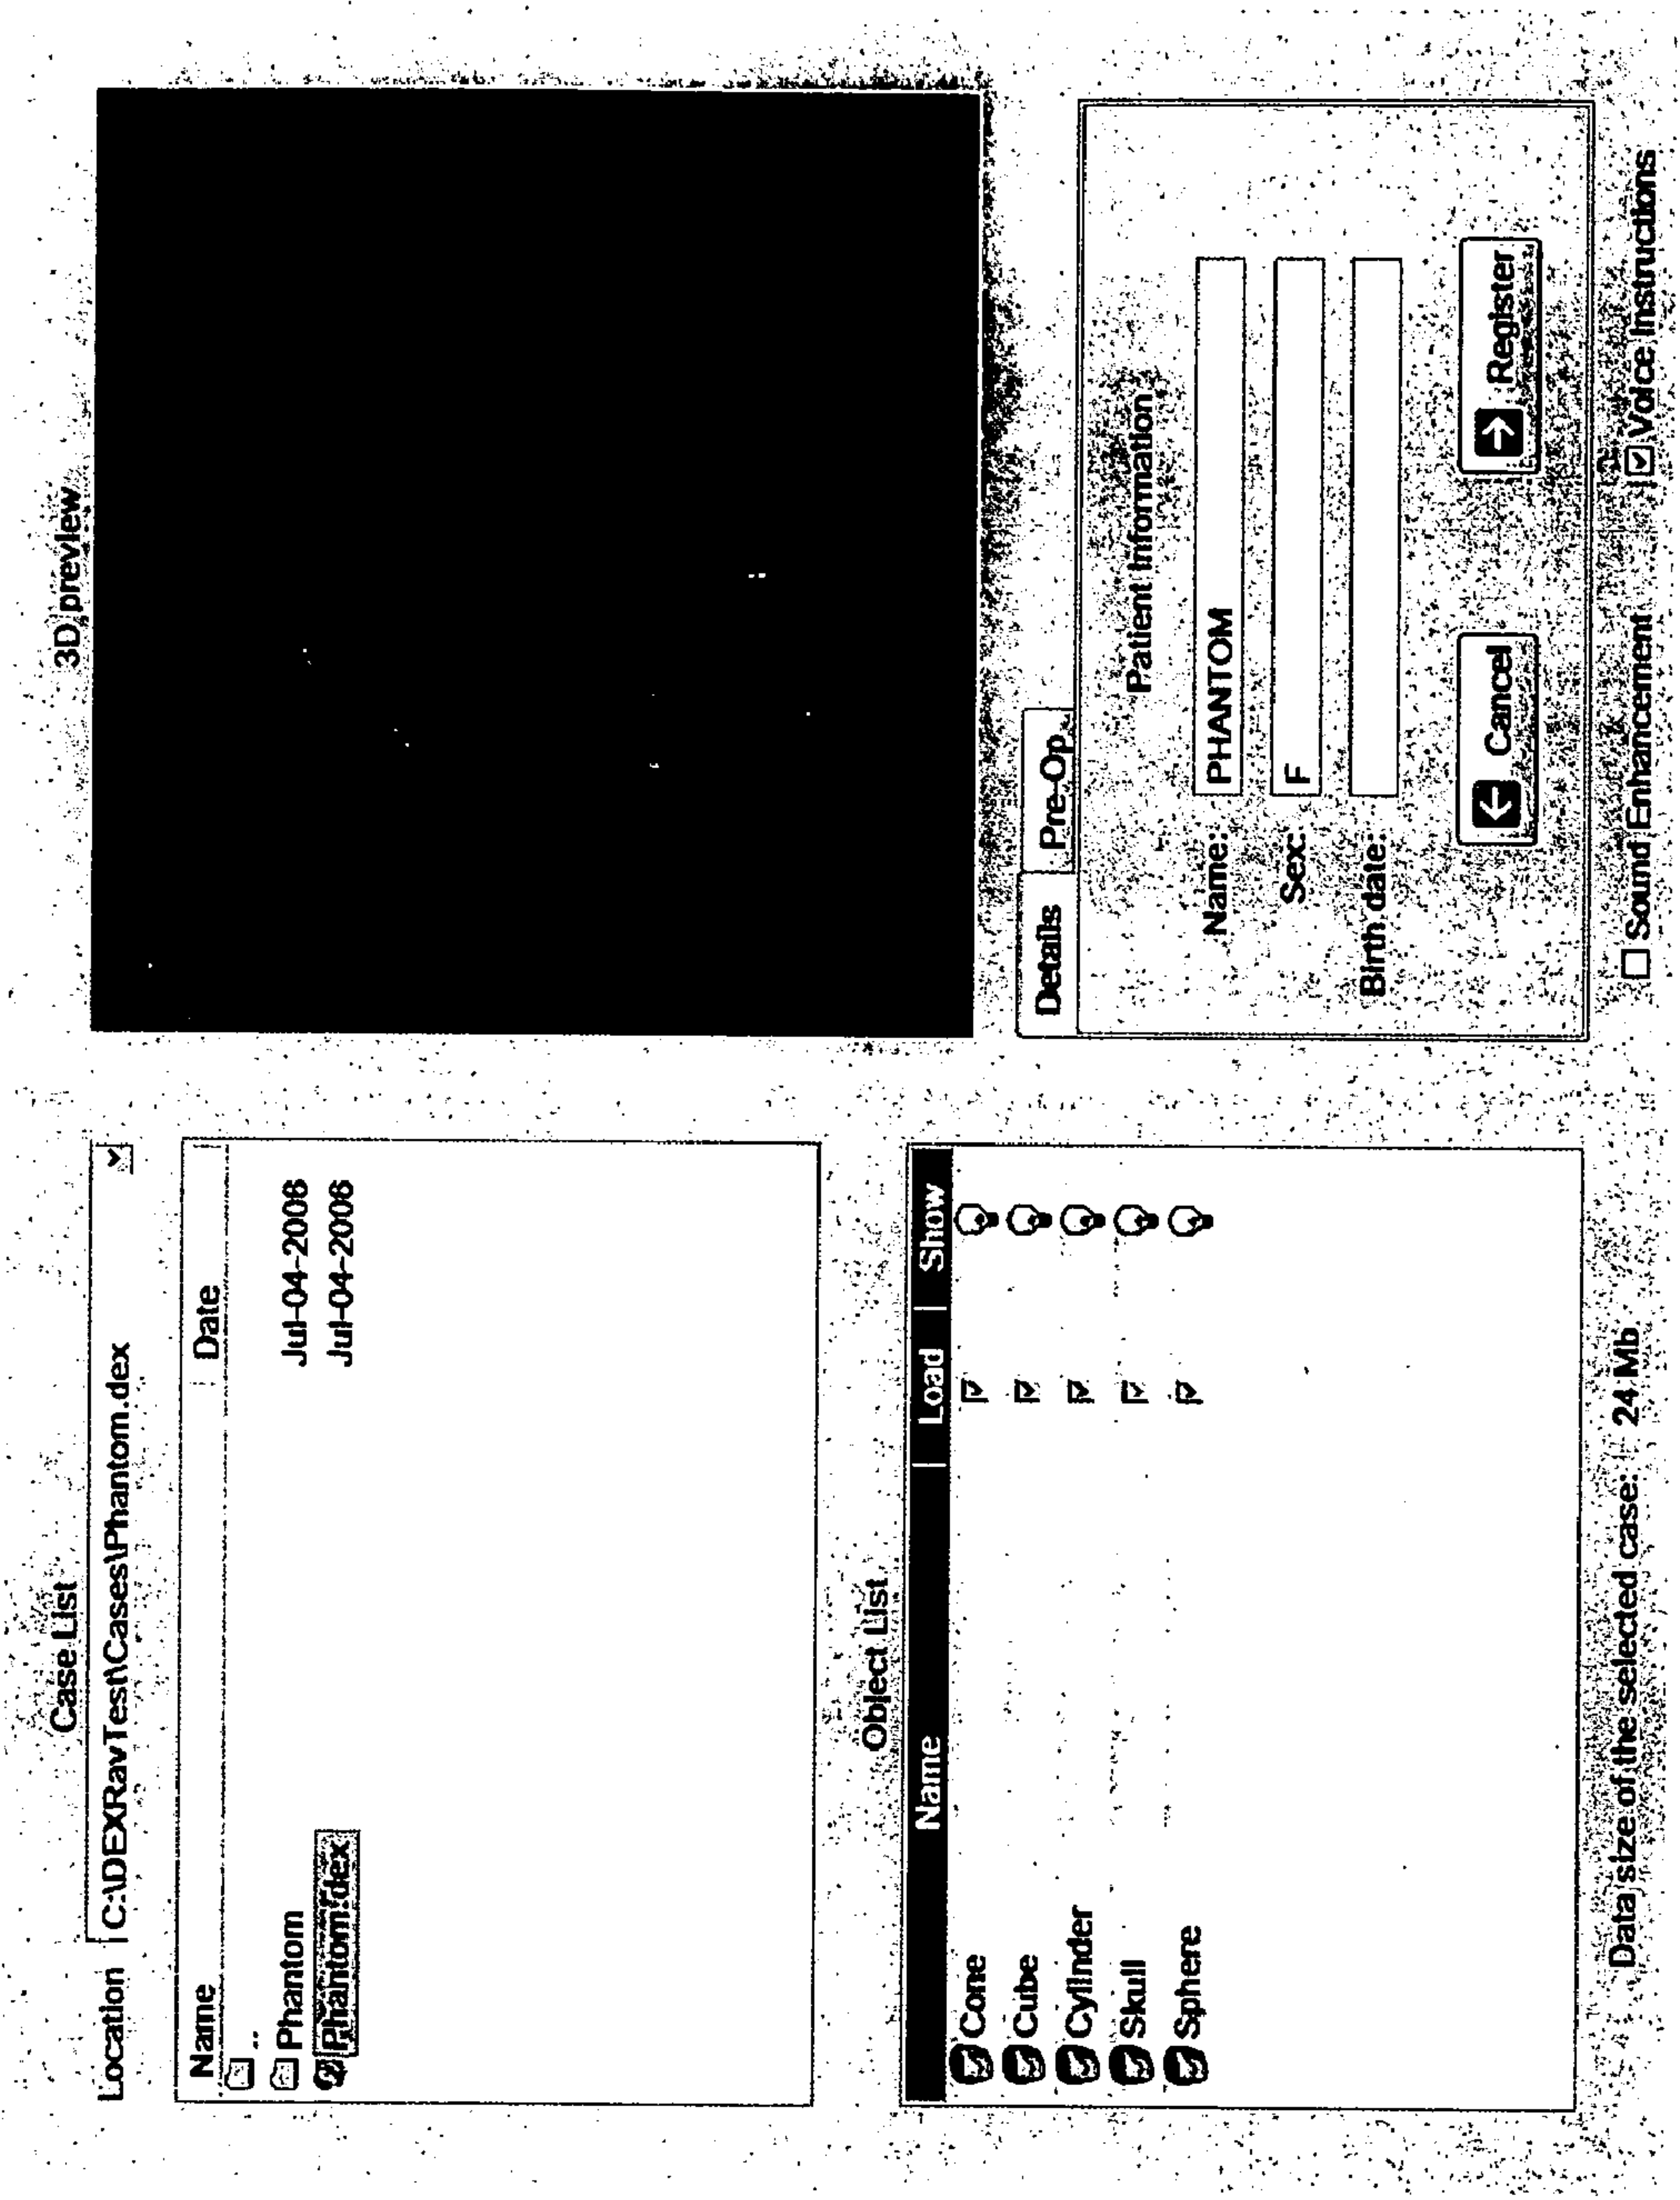 Case List
Location C:\DEXRavTest\Cases\Phantom.dex
Name Date
..
Phantom Jul-04-2006
Phantom.dex Jul-04-2006
Object List
Name Load Show
Cone
Cube
Cylinder
Skull
Sphere
Data size of the selected case: 24 Mb
3D preview
Details Pre-Op
Patient Information
Name: PHANTOM
Sex: F
Birth date:
Cancel Register
Sound Enhancement Voice Instructions